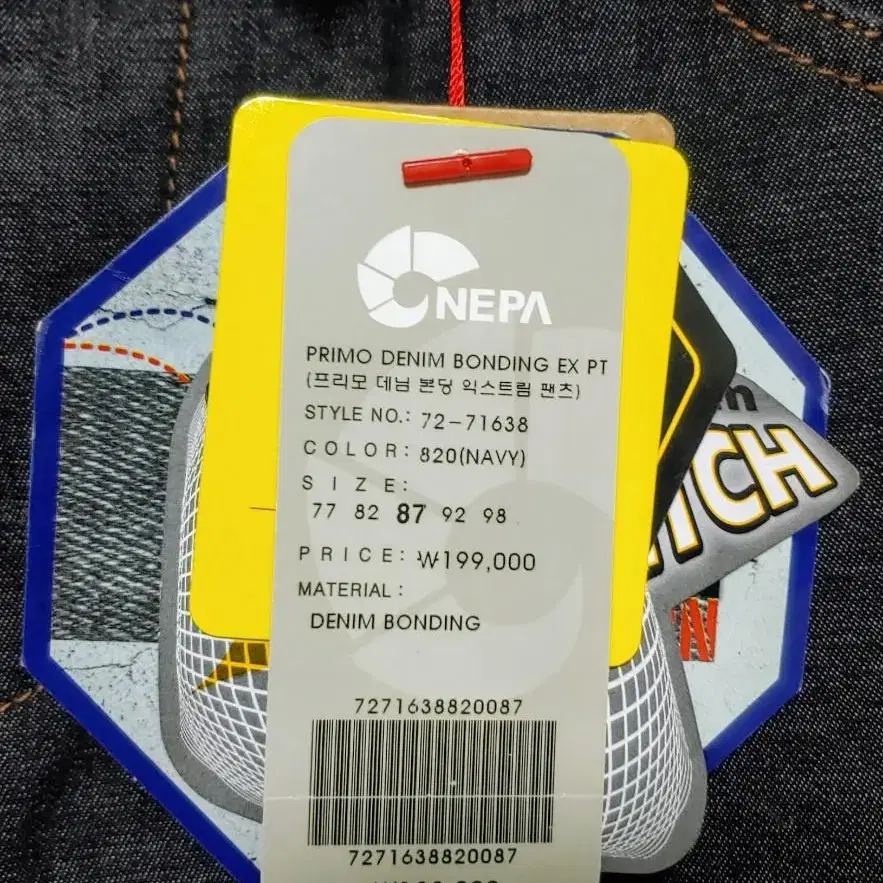 NEPA
PRIMO DENIM BONDING EX PT
(프리모 데님 본딩 익스트림 팬츠)
STYLE NO.: 72-71638
COLOR: 820(NAVY)
SIZE:
77 82 87 92 98
PRICE: ₩199,000
MATERIAL:
DENIM BONDING
7271638820087
7271638820087